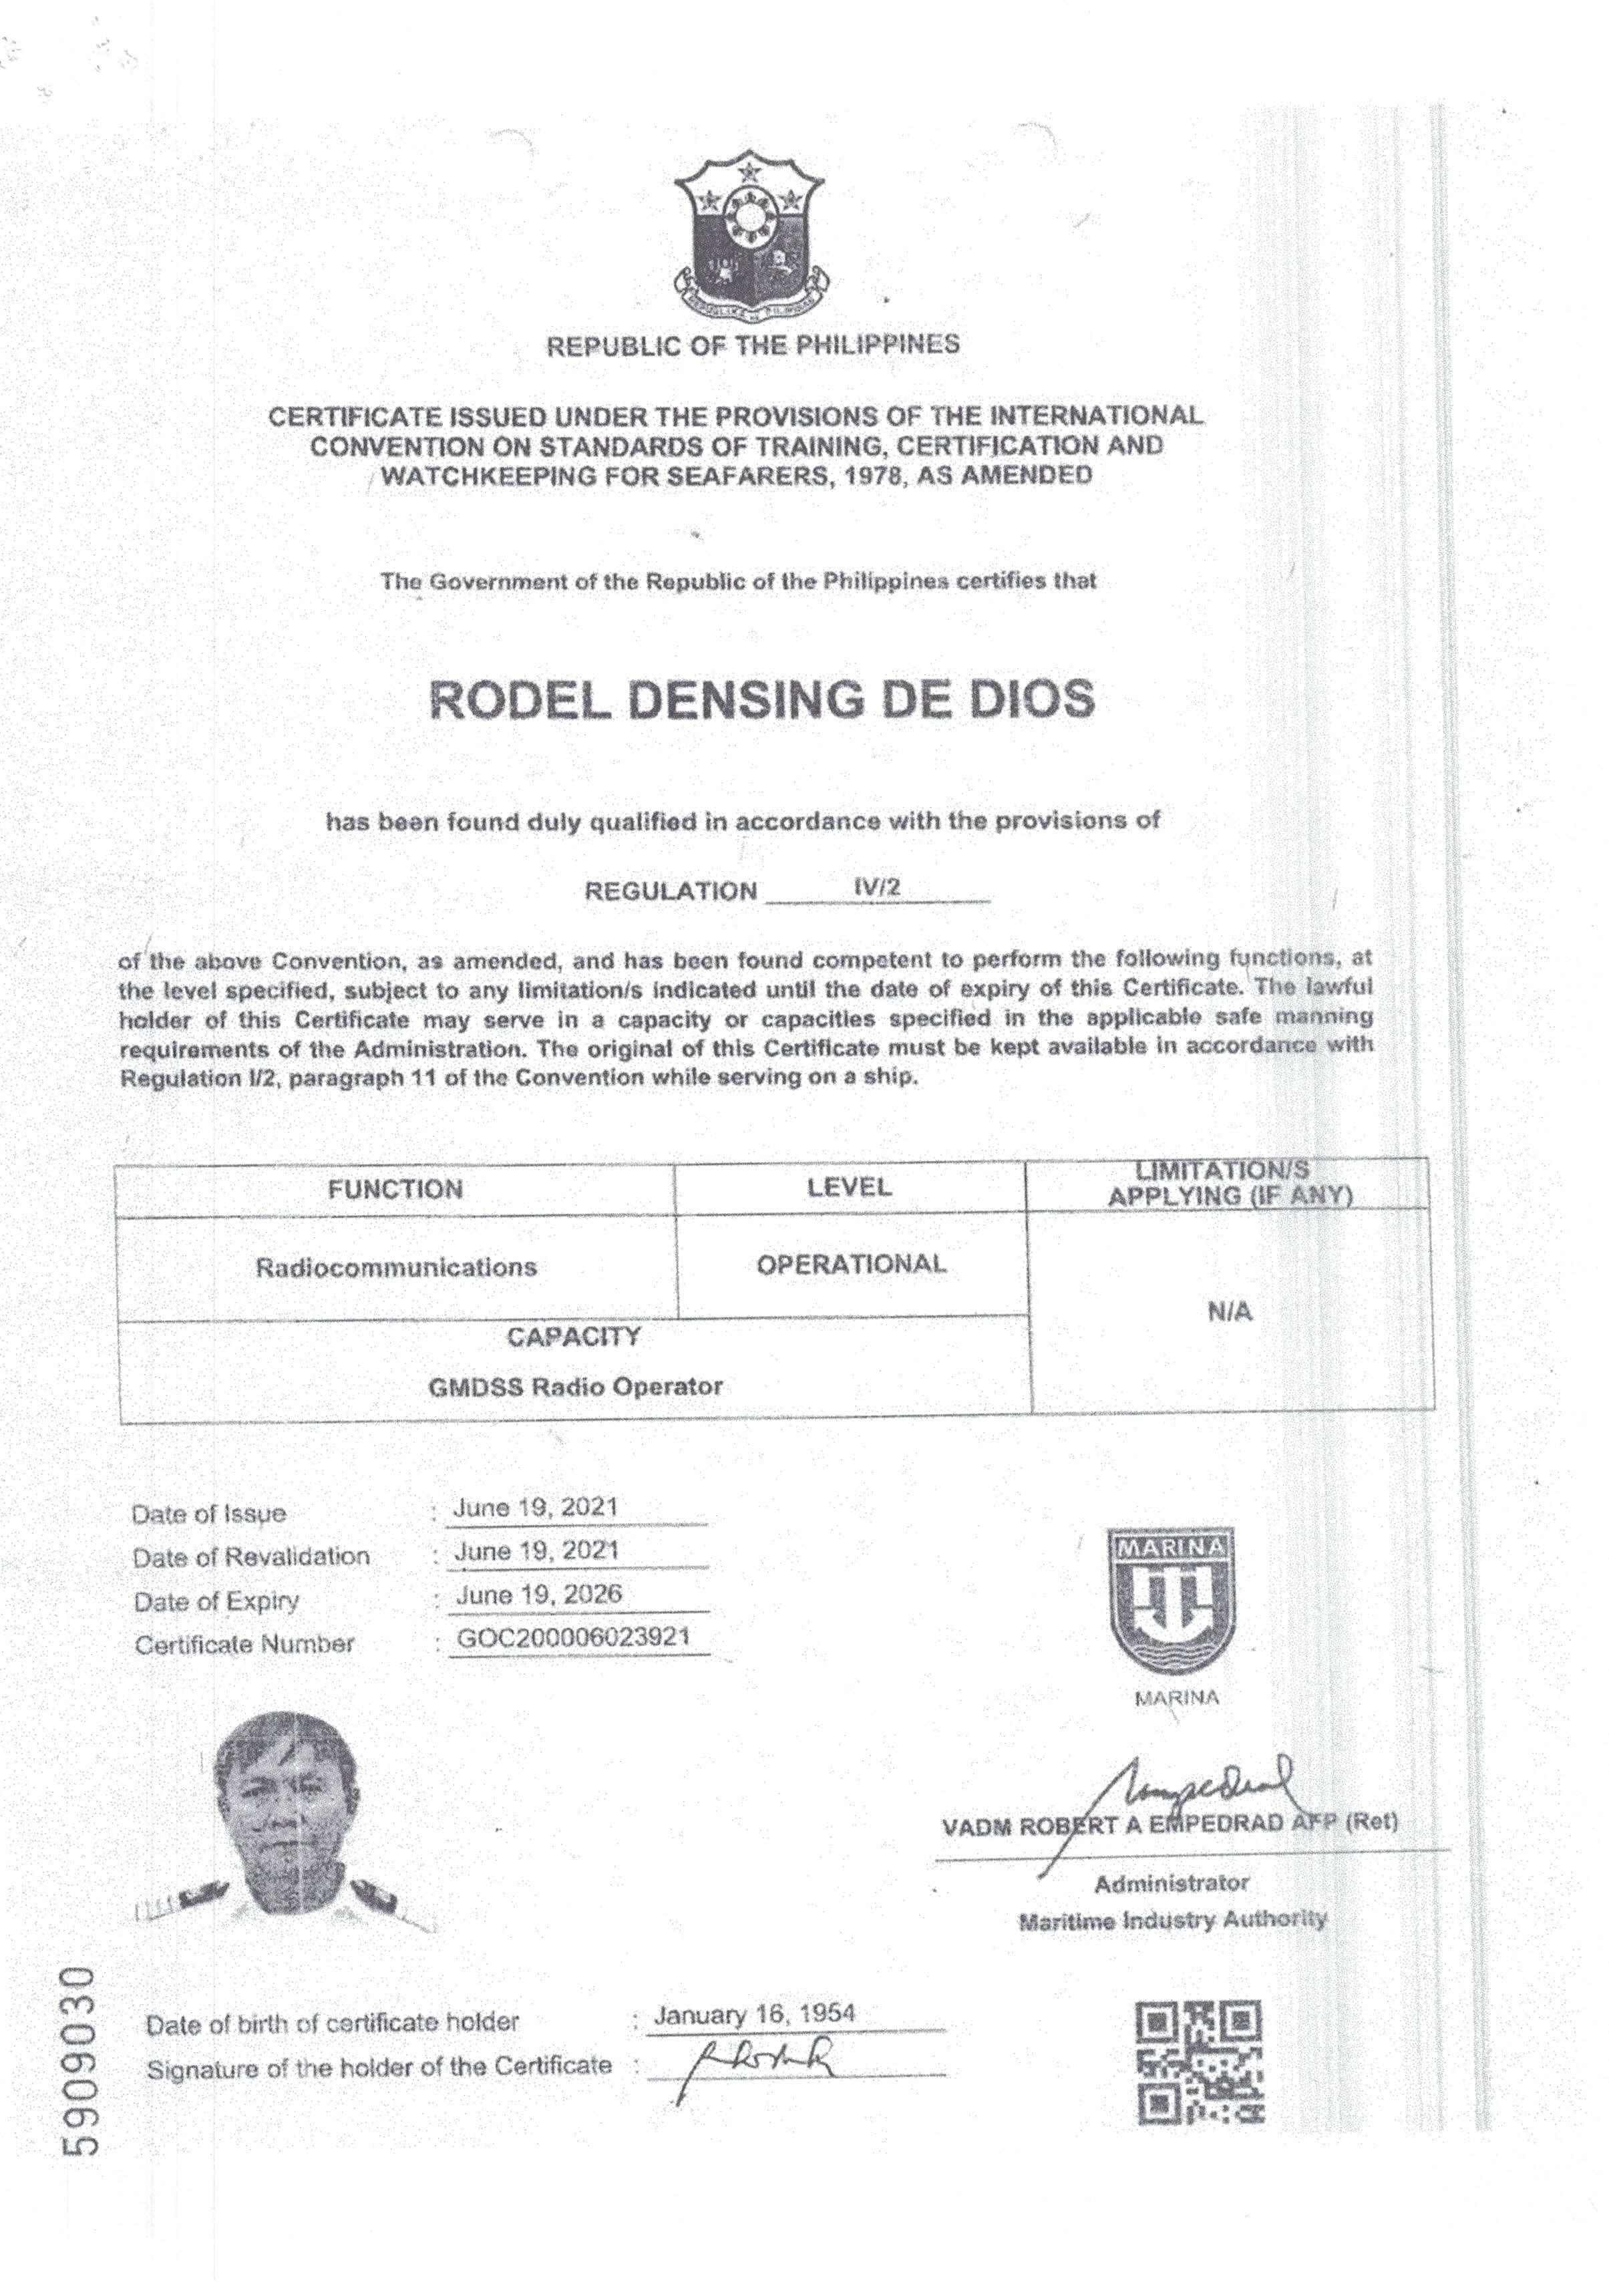 REPUBLIKA NG PILIPINAS
REPUBLIC OF THE PHILIPPINES
CERTIFICATE ISSUED UNDER THE PROVISIONS OF THE INTERNATIONAL
CONVENTION ON STANDARDS OF TRAINING, CERTIFICATION AND
WATCHKEEPING FOR SEAFARERS, 1978, AS AMENDED
The Government of the Republic of the Philippines certifies that
RODEL DENSING DE DIOS
has been found duly qualified in accordance with the provisions of
REGULATION IV/2
of the above Convention, as amended, and has been found competent to perform the following functions, at
the level specified, subject to any limitation/s indicated until the date of expiry of this Certificate. The lawful
holder of this Certificate may serve in a capacity or capacities specified in the applicable safe manning
requirements of the Administration. The original of this Certificate must be kept available in accordance with
Regulation I/2, paragraph 11 of the Convention while serving on a ship.
FUNCTION LEVEL LIMITATION/S
APPLYING (IF ANY)
Radiocommunications OPERATIONAL
N/A
CAPACITY
GMDSS Radio Operator
Date of Issue : June 19, 2021
Date of Revalidation : June 19, 2021
Date of Expiry : June 19, 2026
Certificate Number : GOC200006023921
MARINA
MARINA
VADM ROBERT A EMPEDRAD AFP (Ret)
Administrator
Maritime Industry Authority
Date of birth of certificate holder : January 16, 1954
Signature of the holder of the Certificate :
5909030